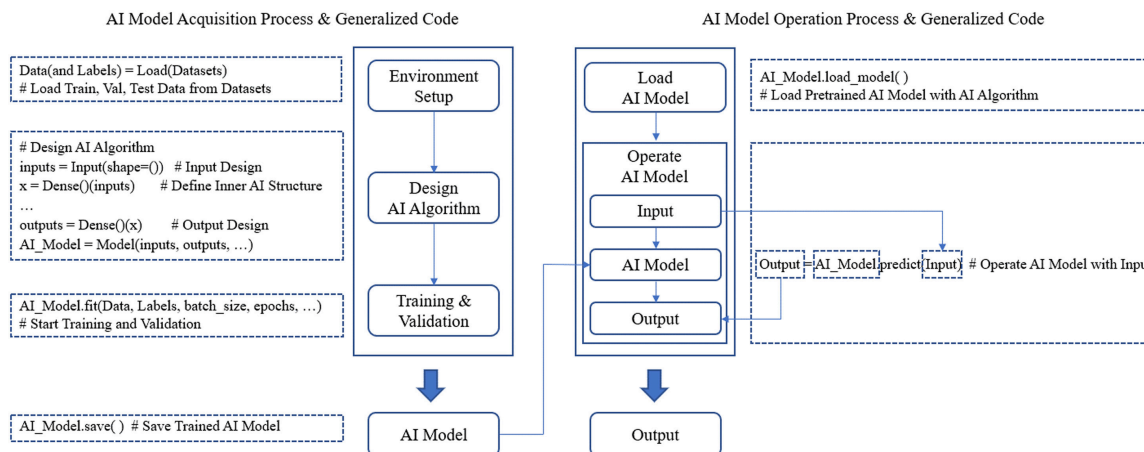 AI Model Acquisition Process & Generalized Code
Data(and Labels) = Load(Datasets)
# Load Train, Val, Test Data from Datasets
# Design AI Algorithm
inputs = Input(shape=()) # Input Design
x = Dense()(inputs) # Define Inner AI Structure
…
outputs = Dense()(x) # Output Design
AI_Model = Model(inputs, outputs, …)
AI_Model.fit(Data, Labels, batch_size, epochs, …)
# Start Training and Validation
AI_Model.save( ) # Save Trained AI Model
Environment
Setup
Design
AI Algorithm
Training &
Validation
AI Model
AI Model Operation Process & Generalized Code
Load
AI Model
Operate
AI Model
Input
AI Model
Output
Output
AI_Model.load_model( )
# Load Pretrained AI Model with AI Algorithm
Output = AI_Model.predict(Input) # Operate AI Model with Input